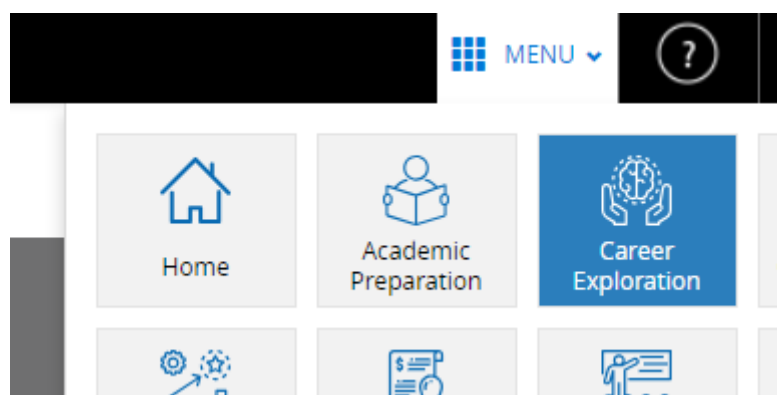 MENU
?
Home
Academic
Preparation
Career
Exploration
$